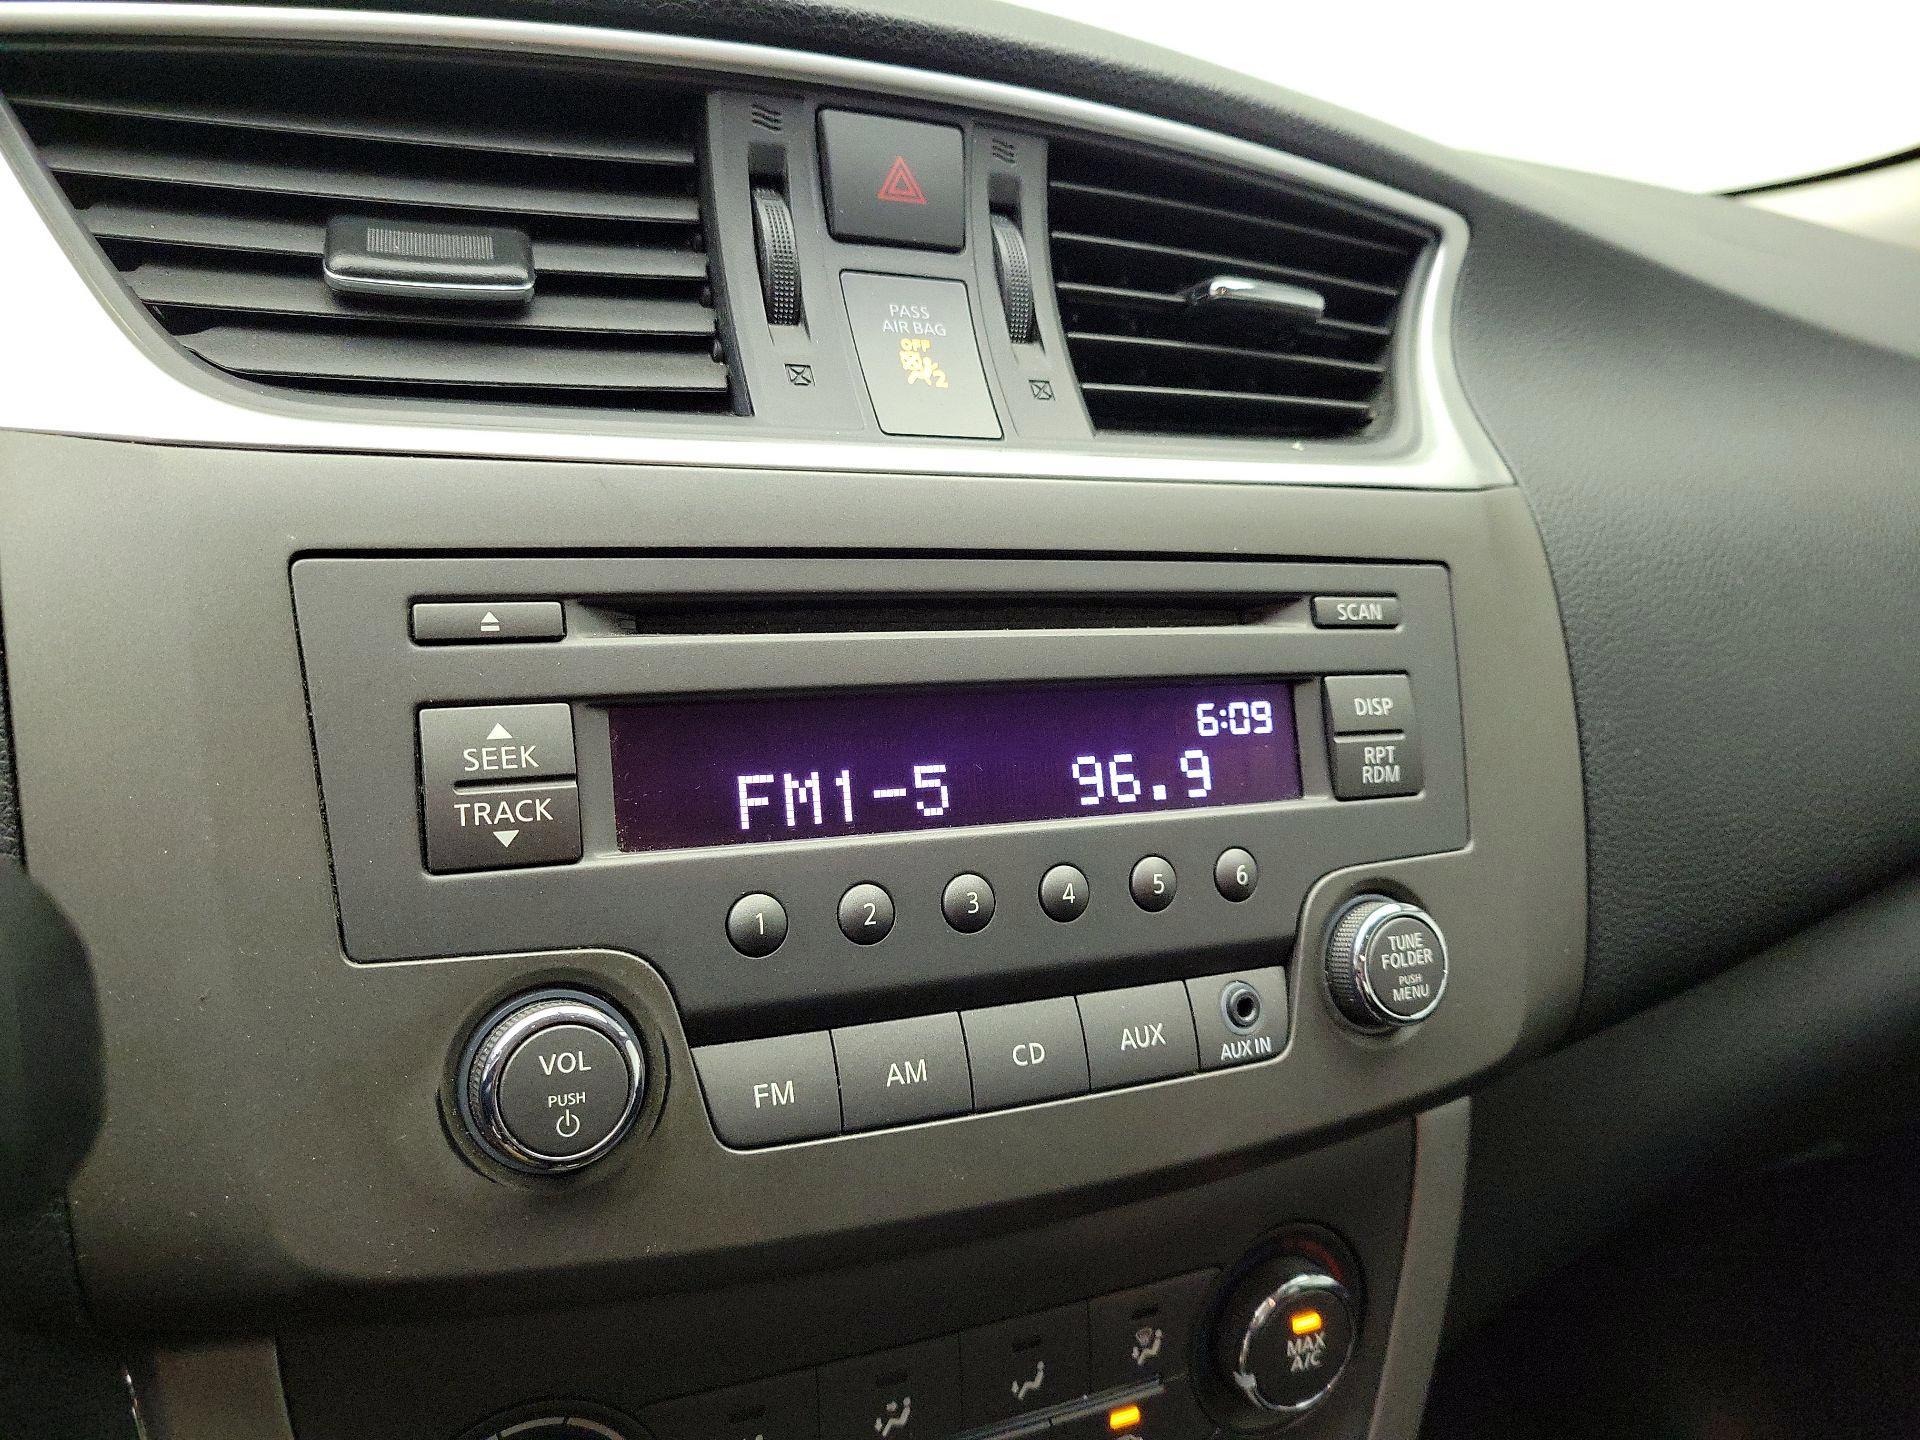 PASS
AIR BAG
OFF
2
SCAN
SEEK
TRACK
6:09
FM1-5 96.9
DISP
RPT
RDM
1 2 3 4 5 6
VOL
PUSH
FM AM CD AUX
AUX IN
TUNE
FOLDER
PUSH
MENU
MAX
A/C